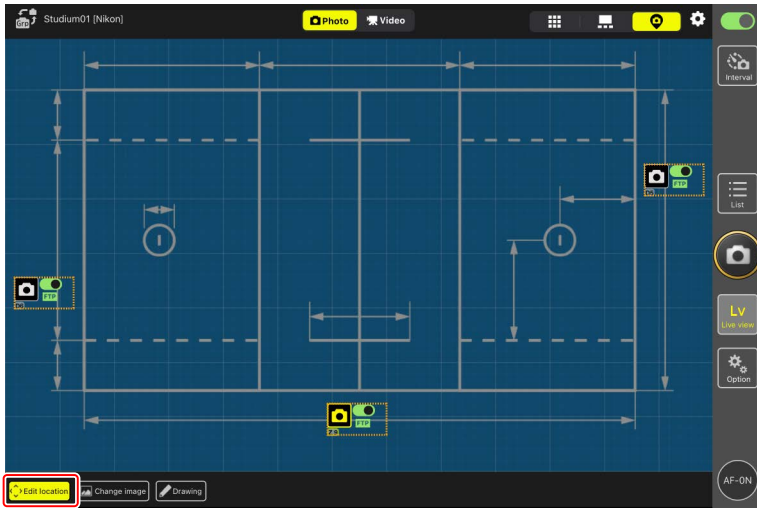 Grp
Studium01 [Nikon]
Photo
Video
Interval
FTP
List
FTP
Lv
Live view
FTP
Option
Edit location
Change image
Drawing
AF-ON